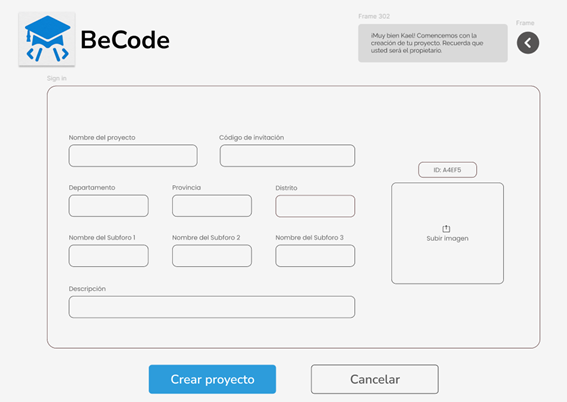 Frame 302
Frame
BeCode
¡Muy bien Kael! Comencemos con la
creación de tu proyecto. Recuerda que
usted será el propietario
Sign in
Nombre del proyecto
Código de invitación
ID: A4EF5
Departamento
Provincia
Distrito
Subir Imagen
Nombre del Subforo 1
Nombre del Subforo 2
Nombre del Subforo 3
Descripción
Crear proyecto
Cancelar